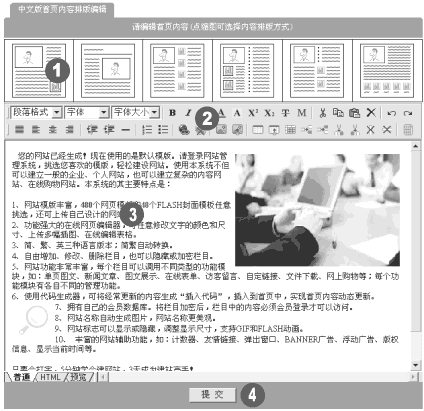 中文版首页内容排版编辑
请编辑首页内容(点缩图可选择内容排版方式)
1
段落格式 字体 字体大小 B I A A X² X₂ T M
2
您的网站已经生成！现在使用的是默认模版。请登录网站管
理系统，挑选您喜欢的模版，轻松建设网站。使用本系统不但
可以建立一般的企业、个人网站，也可以建立复杂的内容网
站、在线购物网站。本系统的其主要特点是：
1、网站模版丰富，480个网页模 48个FLASH封面模板任意
挑选，还可上传自己设计的网
3
2、功能强大的在线网页编辑器，可任意修改文字的颜色和尺
寸、上传多幅插图、在线编辑表格。
3、简、繁、英三种语言版本；简繁自动转换。
4、自由增加、修改、删除栏目，也可以隐藏或加密栏目。
5、网站功能非常丰富，每个栏目可以调用不同类型的功能模
块，如：单页图文、新闻文章、图文展示、在线表单、访客留言、自定链接、文件下载、网上购物等；每个功
能模块有各自不同的管理功能。
6、使用代码生成器，可将经常更新的内容生成“插入代码”，插入到首页中，实现首页内容动态更新。
7、拥有自己的会员数据库。将栏目加密后，栏目中的内容必须会员登录才可以访问。
8、网站名称自动生成图片，网站名称更美观。
9、网站标志可以显示或隐藏，调整显示尺寸，支持GIF和FLASH动画。
10、 丰富的网站辅助功能，如：计数器、友情链接、弹出窗口、BANNER广告、浮动广告、版权
信息、显示当前时间等。
普通 HTML 预览
提 交
4